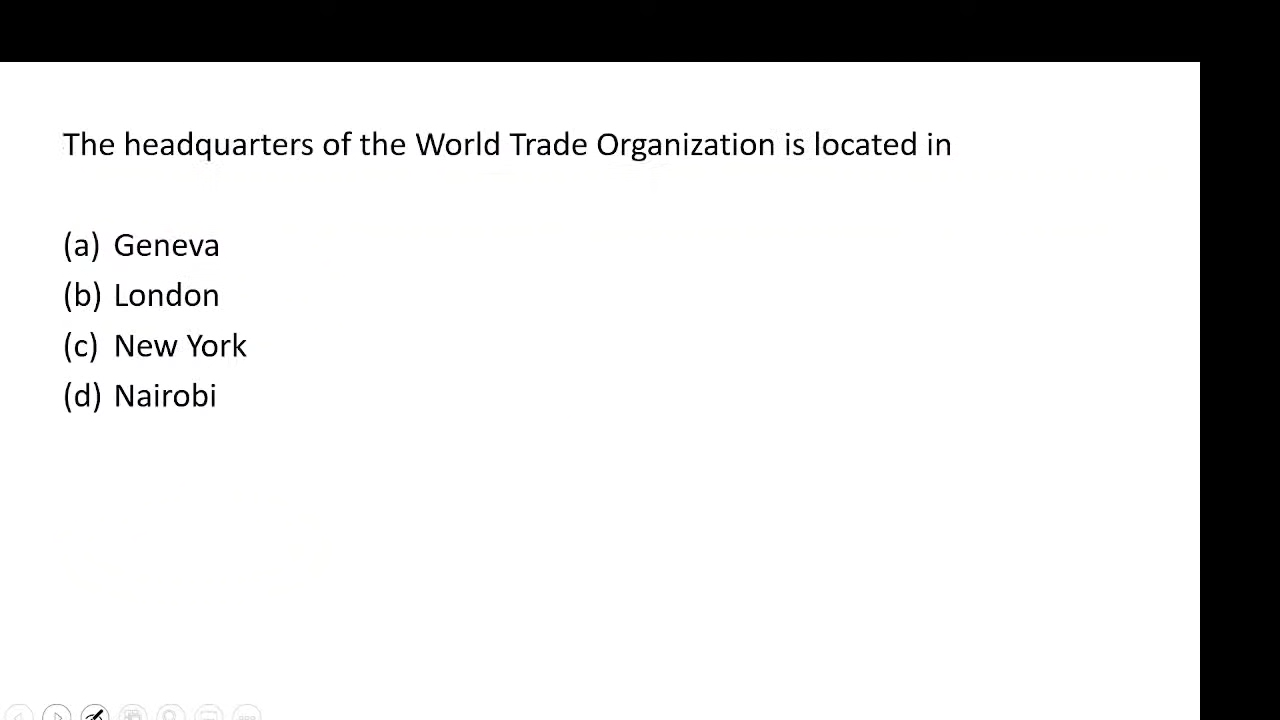 The headquarters of the World Trade Organization is located in
(a) Geneva
(b) London
(c) New York
(d) Nairobi